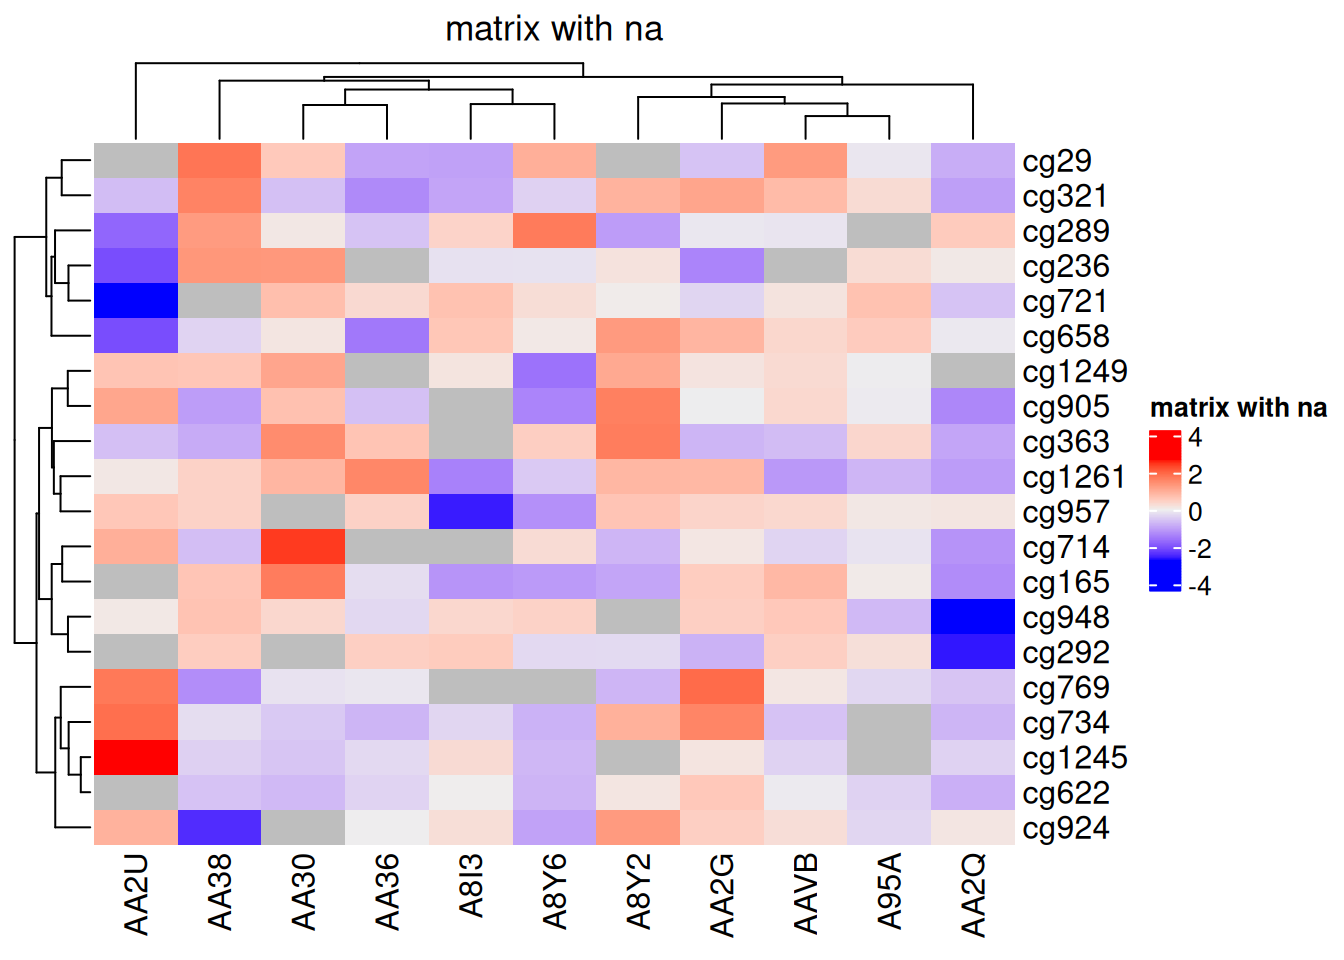 matrix with na
cg29
cg321
cg289
cg236
cg721
cg658
cg1249
cg905
cg363
cg1261
cg957
cg714
cg165
cg948
cg292
cg769
cg734
cg1245
cg622
cg924
matrix with na
4
2
0
-2
-4
AA2U
AA38
AA30
AA36
A8I3
A8Y6
A8Y2
AA2G
AAVB
A95A
AA2Q